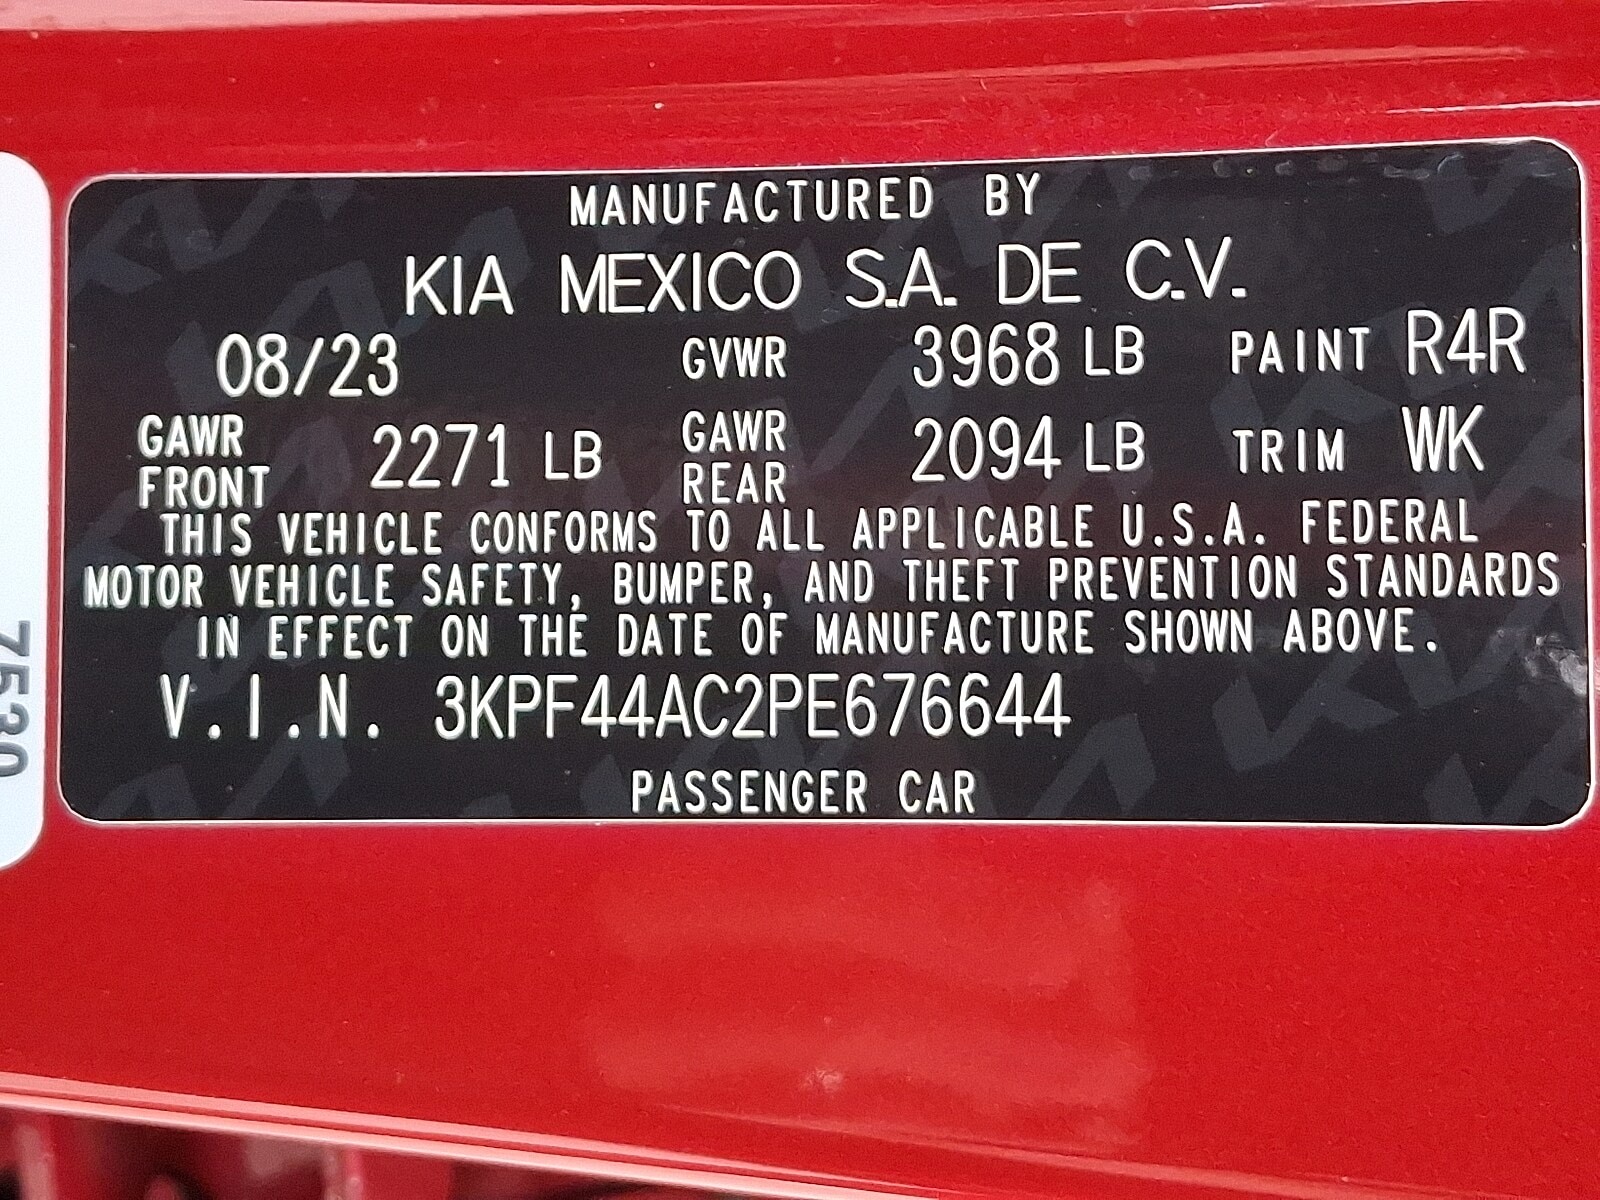 MANUFACTURED BY
KIA MEXICO S.A. DE C.V.
08/23 GVWR 3968 LB PAINT R4R
GAWR FRONT 2271 LB GAWR REAR 2094 LB TRIM WK
THIS VEHICLE CONFORMS TO ALL APPLICABLE U.S.A. FEDERAL
MOTOR VEHICLE SAFETY, BUMPER, AND THEFT PREVENTION STANDARDS
IN EFFECT ON THE DATE OF MANUFACTURE SHOWN ABOVE.
V.I.N. 3KPF44AC2PE676644
PASSENGER CAR